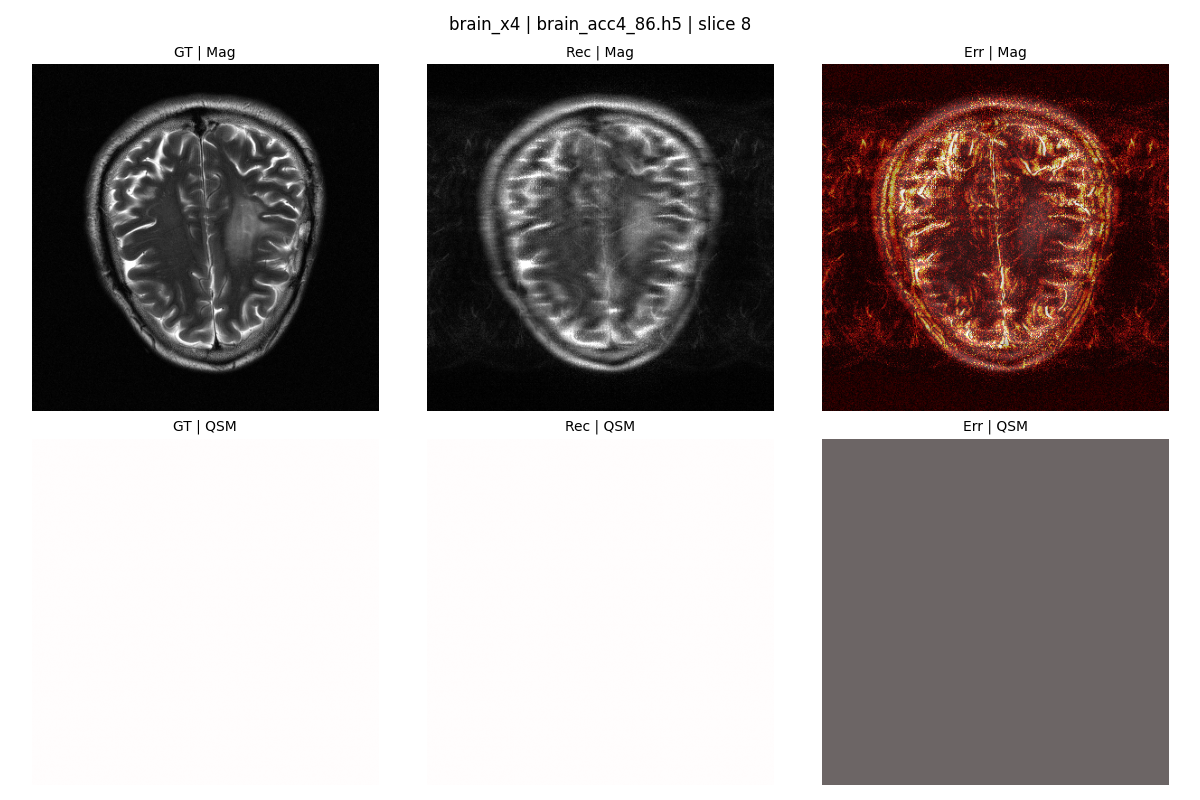 brain_x4 | brain_acc4_86.h5 | slice 8
GT | Mag
Rec | Mag
Err | Mag
GT | QSM
Rec | QSM
Err | QSM